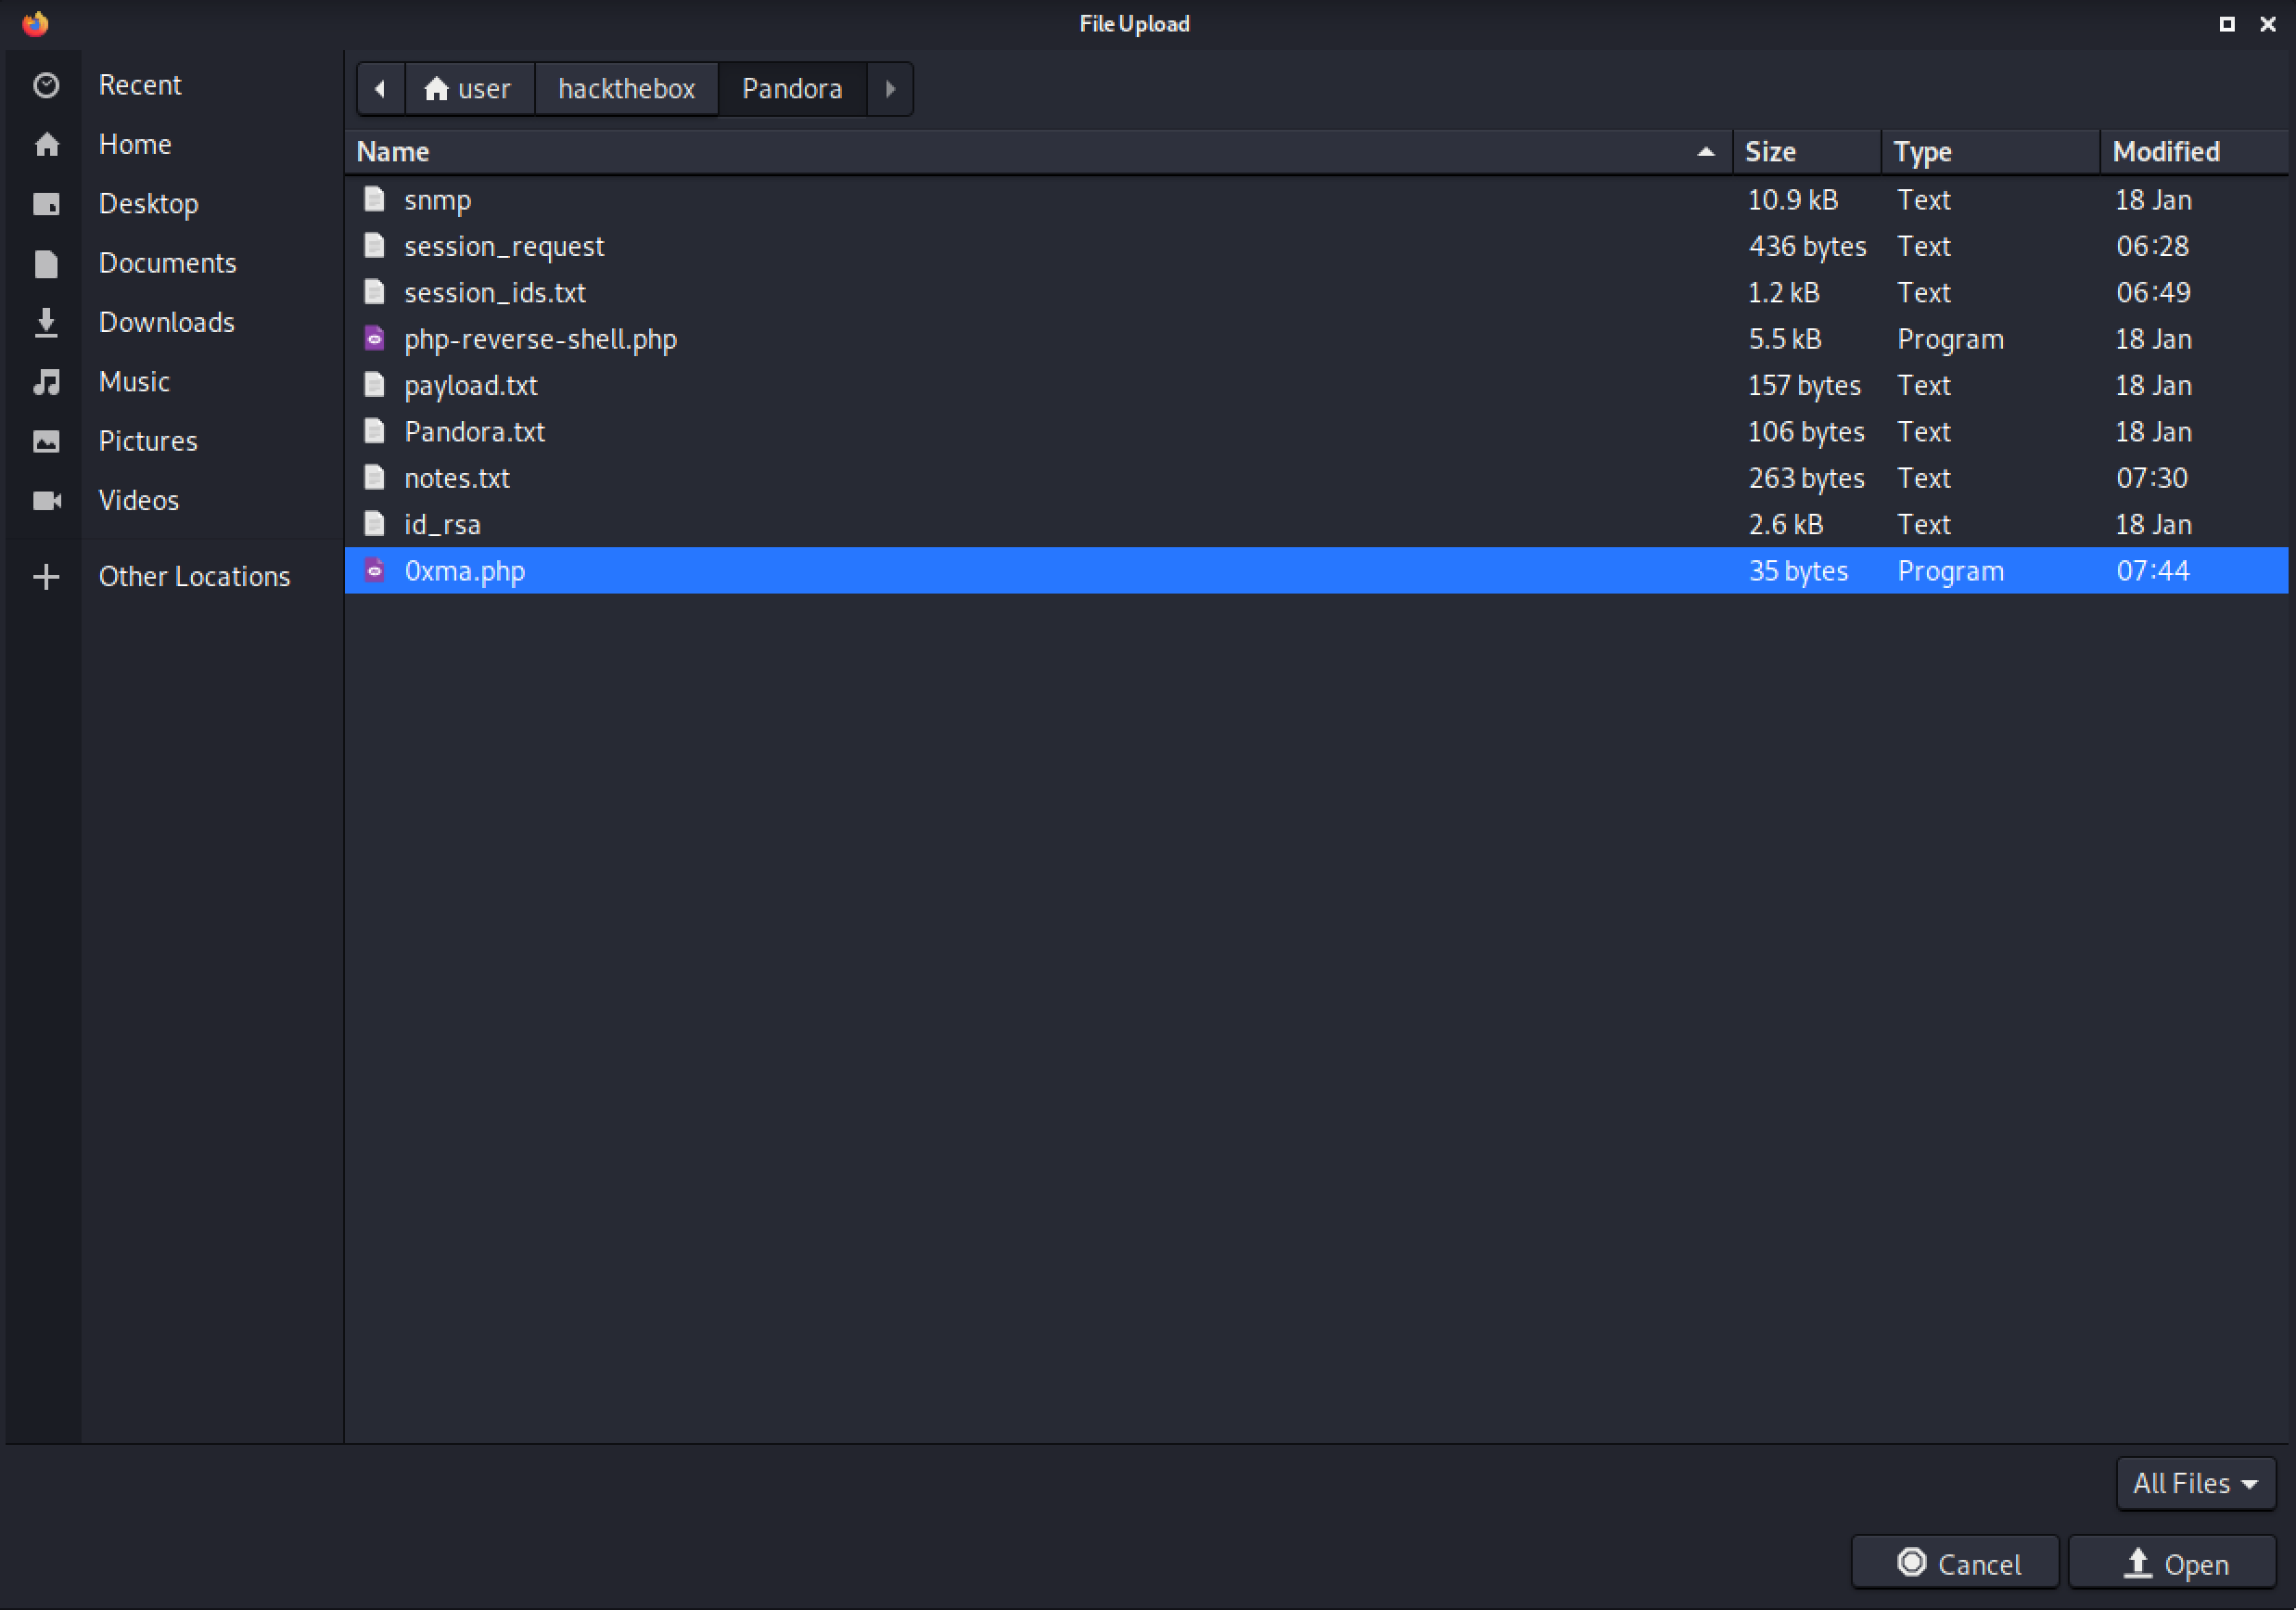 File Upload
Recent
Home
Desktop
Documents
Downloads
Music
Pictures
Videos
Other Locations
user hackthebox Pandora
Name Size Type Modified
snmp 10.9 kB Text 18 Jan
session_request 436 bytes Text 06:28
session_ids.txt 1.2 kB Text 06:49
php-reverse-shell.php 5.5 kB Program 18 Jan
payload.txt 157 bytes Text 18 Jan
Pandora.txt 106 bytes Text 18 Jan
notes.txt 263 bytes Text 07:30
id_rsa 2.6 kB Text 18 Jan
0xma.php 35 bytes Program 07:44
All Files
Cancel Open